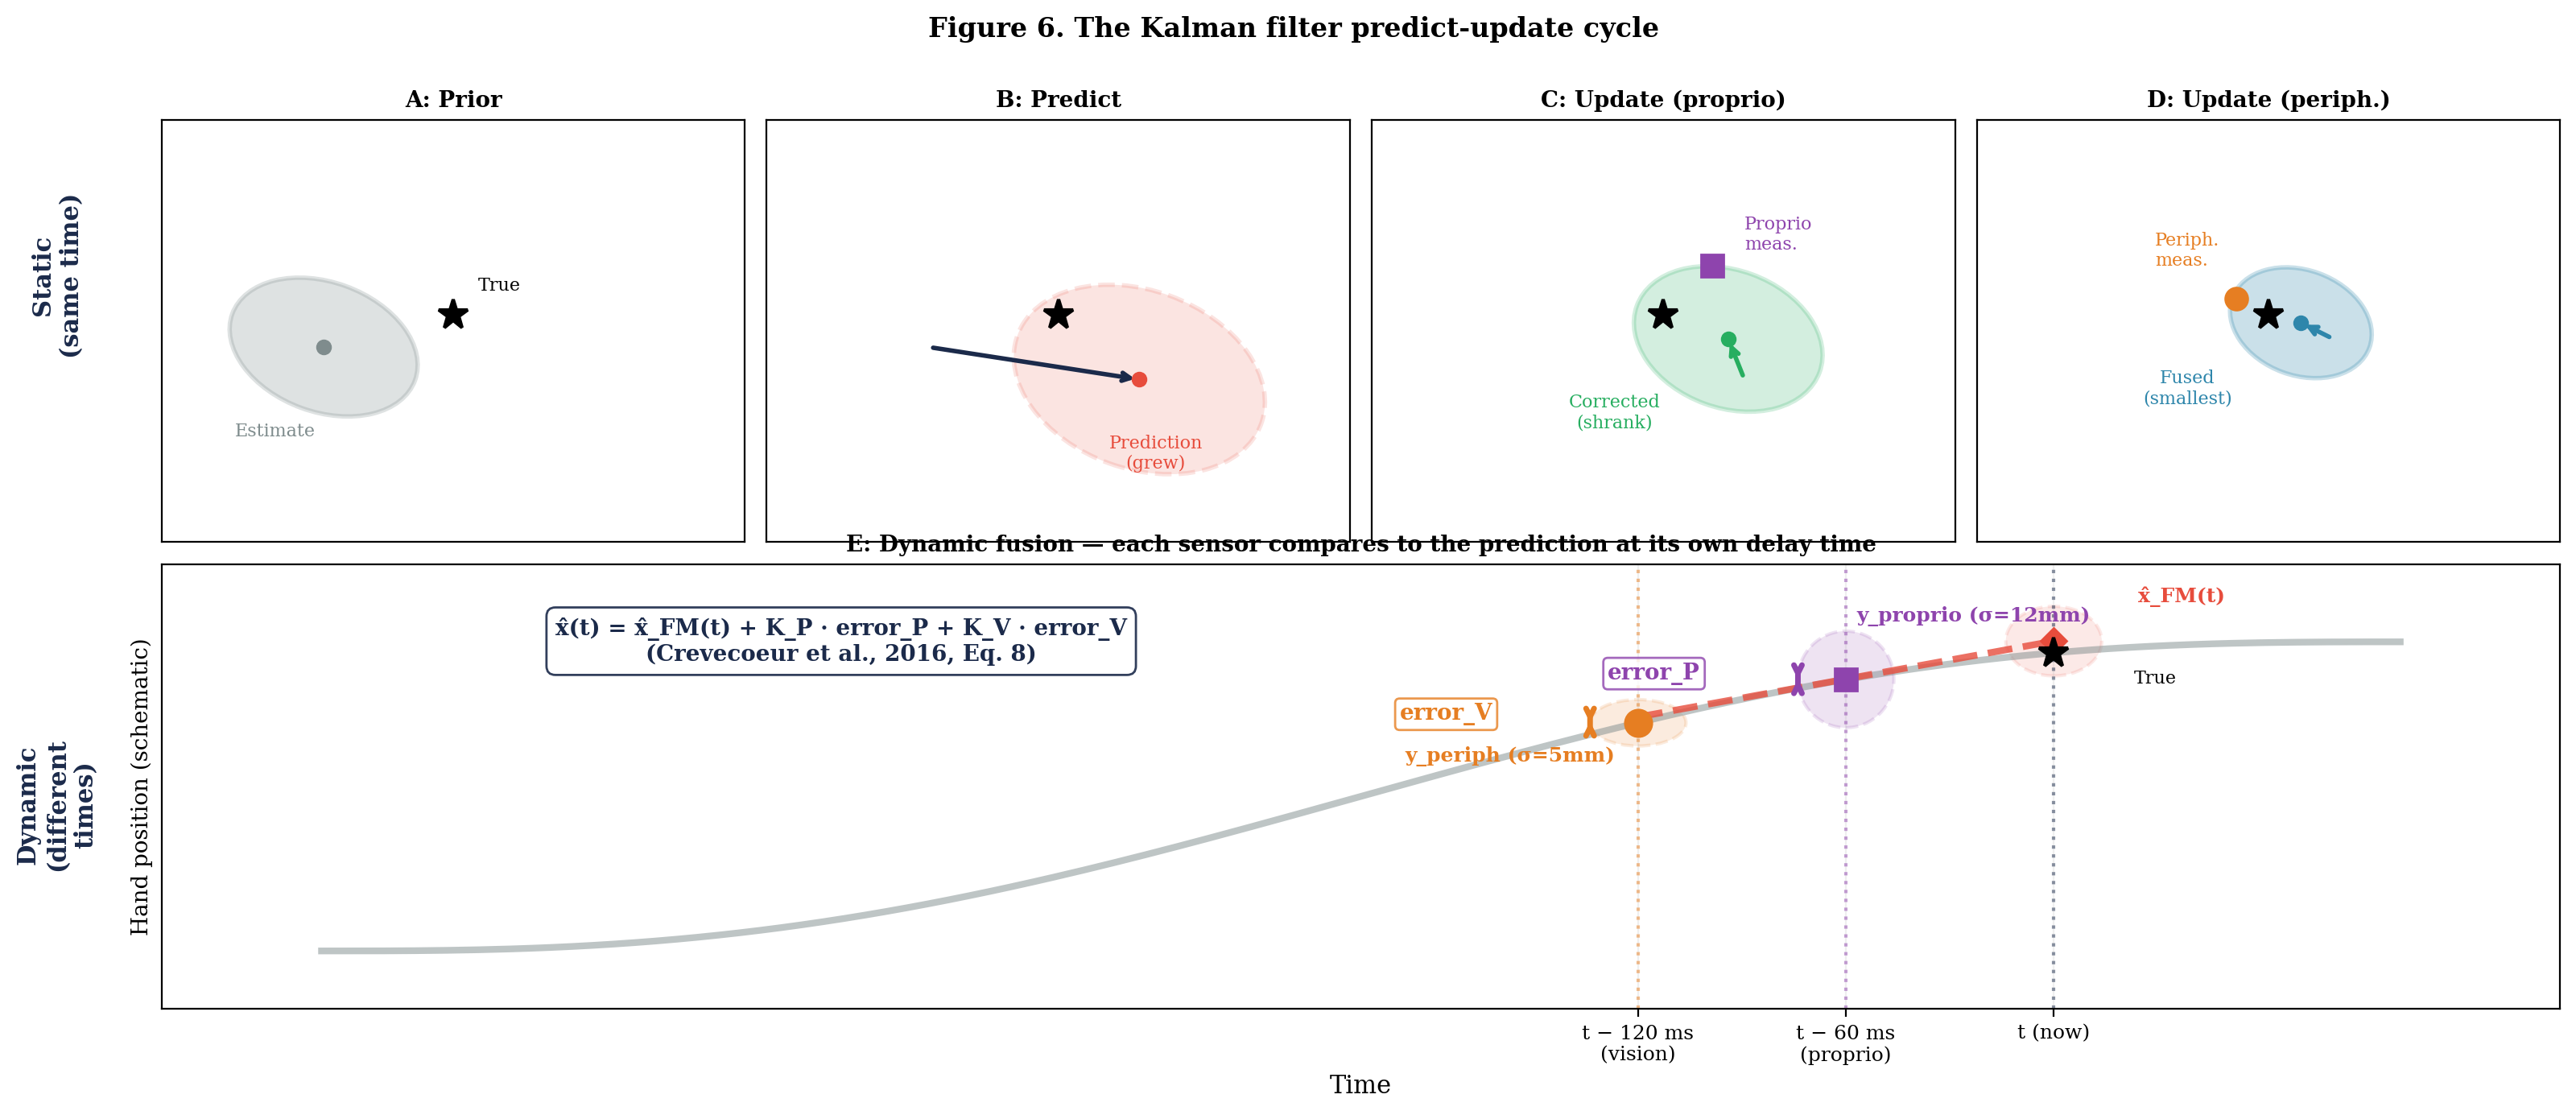 Figure 6. The Kalman filter predict-update cycle
A: Prior
B: Predict
C: Update (proprio)
D: Update (periph.)
Static
(same time)
True
Estimate
Prediction
(grew)
Proprio
meas.
Corrected
(shrank)
Periph.
meas.
Fused
(smallest)
E: Dynamic fusion — each sensor compares to the prediction at its own delay time
Dynamic
(different
times)
Hand position (schematic)
x̂(t) = x̂_FM(t) + K_P · error_P + K_V · error_V
(Crevecoeur et al., 2016, Eq. 8)
x̂_FM(t)
y_proprio (σ=12mm)
error_P
True
error_V
y_periph (σ=5mm)
t − 120 ms
(vision)
t − 60 ms
(proprio)
t (now)
Time